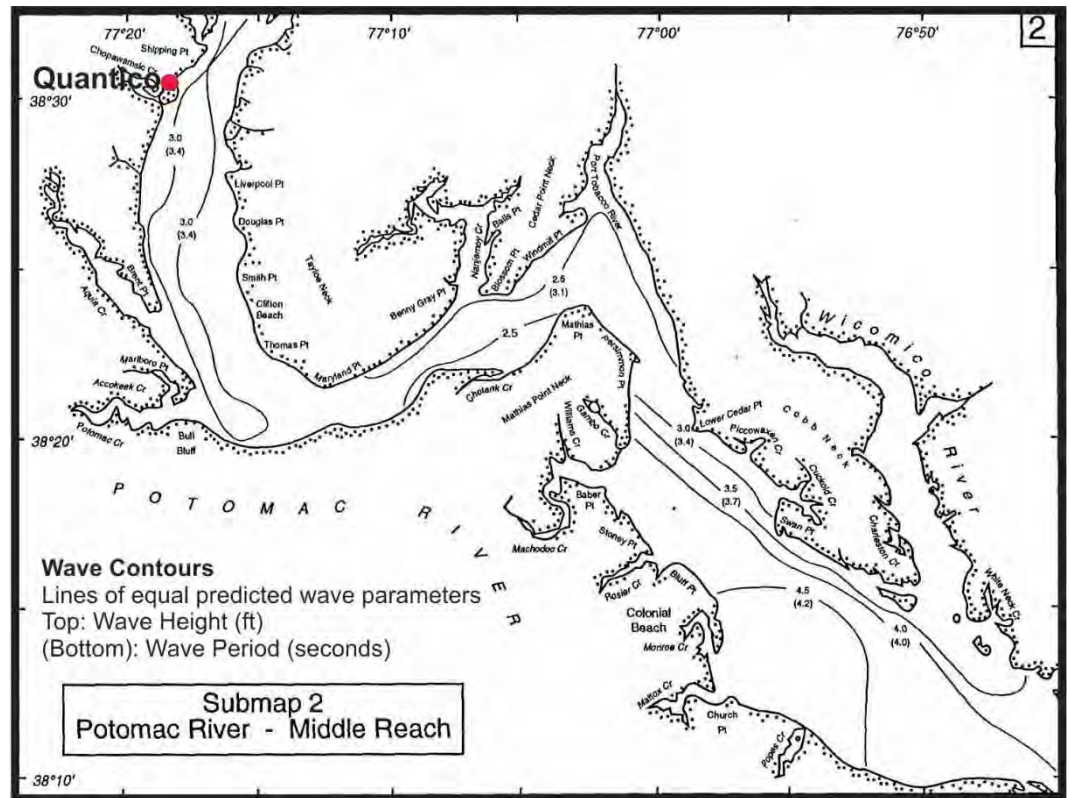 77°20'
77°10'
77°00'
76°50'
2
Shipping Pt
Chopawamsic Cr
Quantico
38°30'
3.0
(3.4)
3.0
(3.4)
Liverpool Pt
Douglas Pt
Smith Pt
Clifton
Beach
Thomas Pt
Maryland Pt
Tayloe Neck
Benny Gray Pt
Nanjemoy Cr
Balls Pt
Blossom Pt
Windmill Pt
Cedar Point Neck
Port Tobacco River
2.5
(3.1)
2.5
Brent Pt
Aquia Cr
Marlboro Pt
Accokeek Cr
Potomac Cr
Bull
Bluff
38°20'
Mathias
Pt
Persimmon Pt
Cholank Cr
Mathias Point Neck
Williams Cr
Gambo Cr
3.0
(3.4)
Lower Cedar Pt
Piccowaxen Cr
Cobb Neck
Cuckold Cr
Swan Pt
Charleston Cr
Wicomico
River
White Neck Cr
3.5
(3.7)
POTOMAC RIVER
Baber
Pt
Stoney Pt
Machodoc Cr
Rosier Cr
Bluff Pt
Colonial
Beach
Monroe Cr
Mattox Cr
Church
Pt
Popes Cr
4.5
(4.2)
4.0
(4.0)
Wave Contours
Lines of equal predicted wave parameters
Top: Wave Height (ft)
(Bottom): Wave Period (seconds)
Submap 2
Potomac River - Middle Reach
38°10'